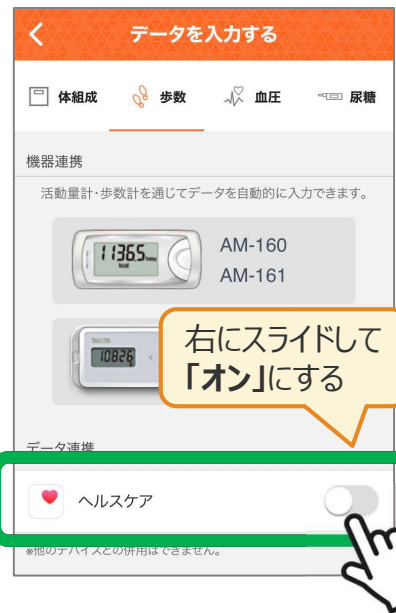 データを入力する
体組成
歩数
血圧
尿糖
機器連携
活動量計・歩数計を通じてデータを自動的に入力できます。
1136.5
kcal
AM-160
AM-161
TANITA
10826
右にスライドして
「オン」にする
データ連携
ヘルスケア
※他のデバイスとの併用はできません。